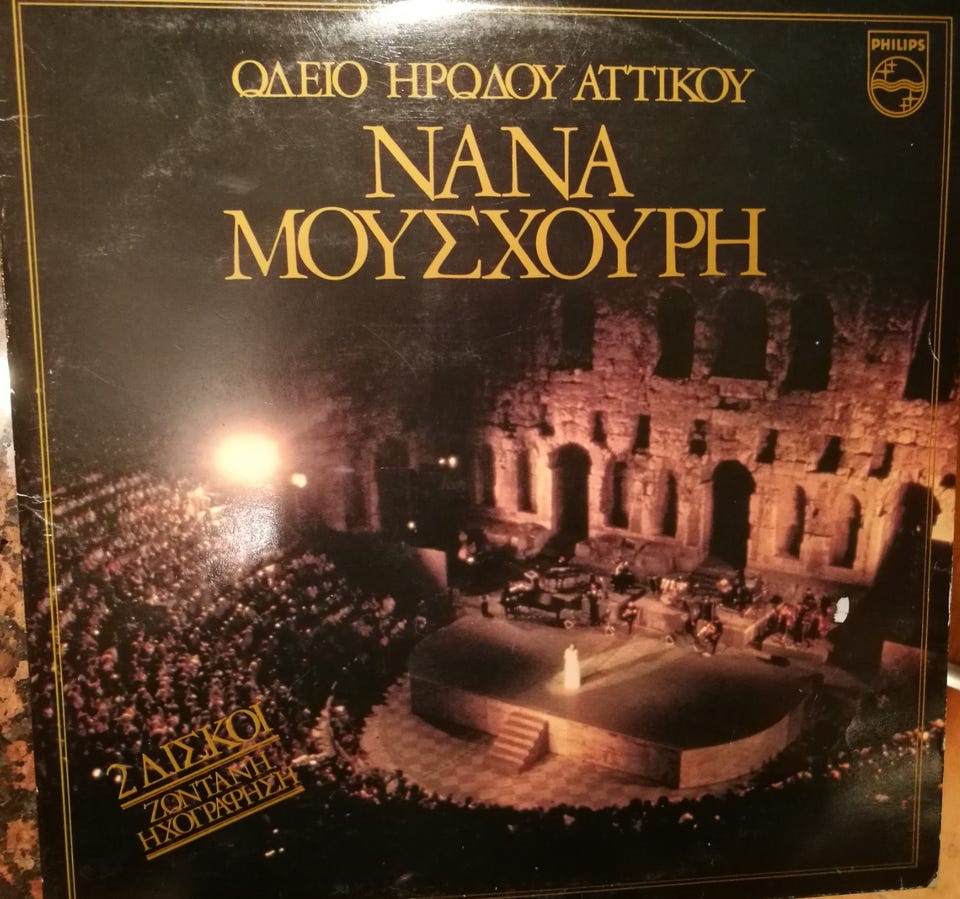 PHILIPS
ΩΔΕΙΟ ΗΡΩΔΟΥ ΑΤΤΙΚΟΥ
ΝΑΝΑ
ΜΟΥΣΧΟΥΡΗ
2 ΔΙΣΚΟΙ
ΖΩΝΤΑΝΗ
ΗΧΟΓΡΑΦΗΣΗ